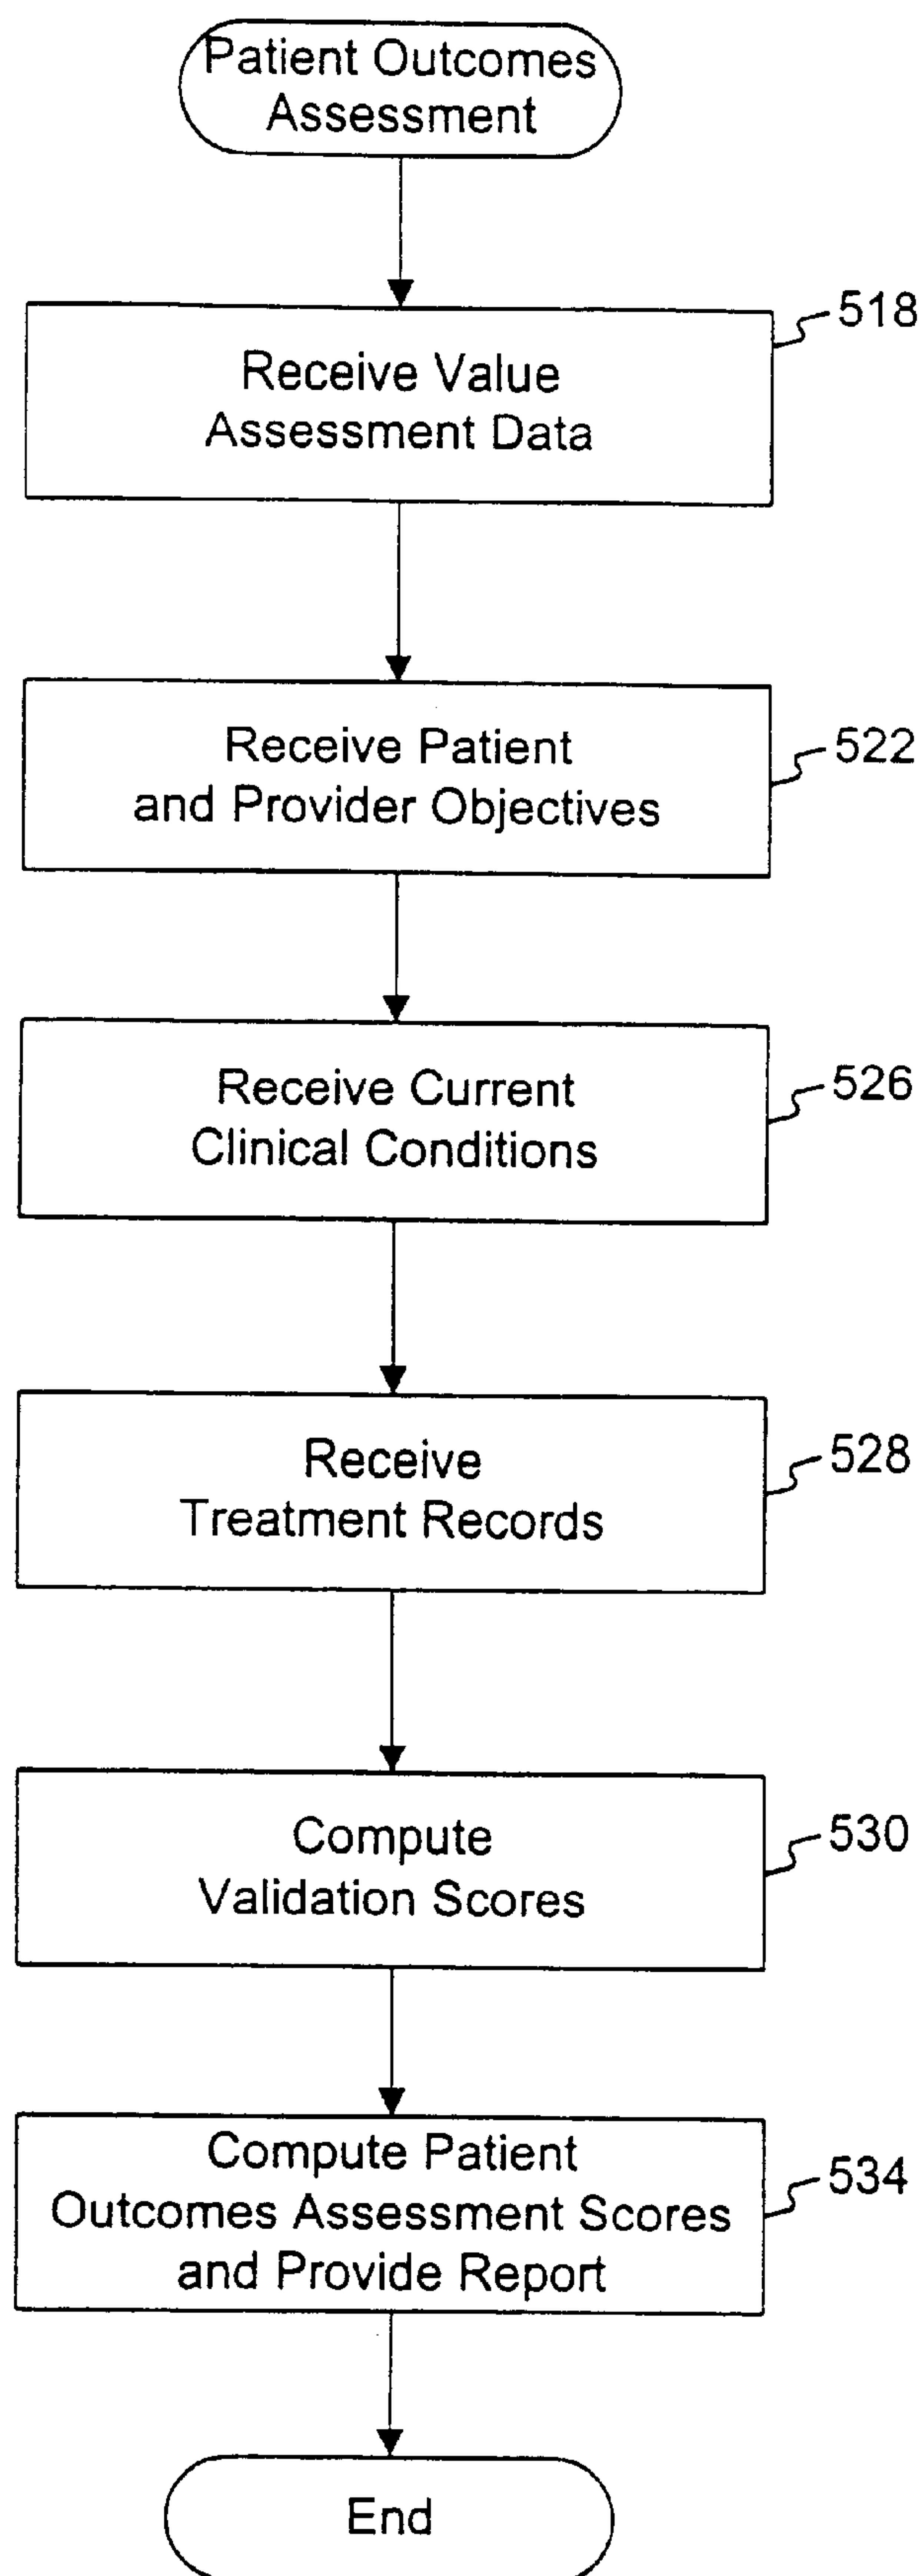 Patient Outcomes
Assessment
518
Receive Value
Assessment Data
522
Receive Patient
and Provider Objectives
526
Receive Current
Clinical Conditions
528
Receive
Treatment Records
530
Compute
Validation Scores
534
Compute Patient
Outcomes Assessment Scores
and Provide Report
End